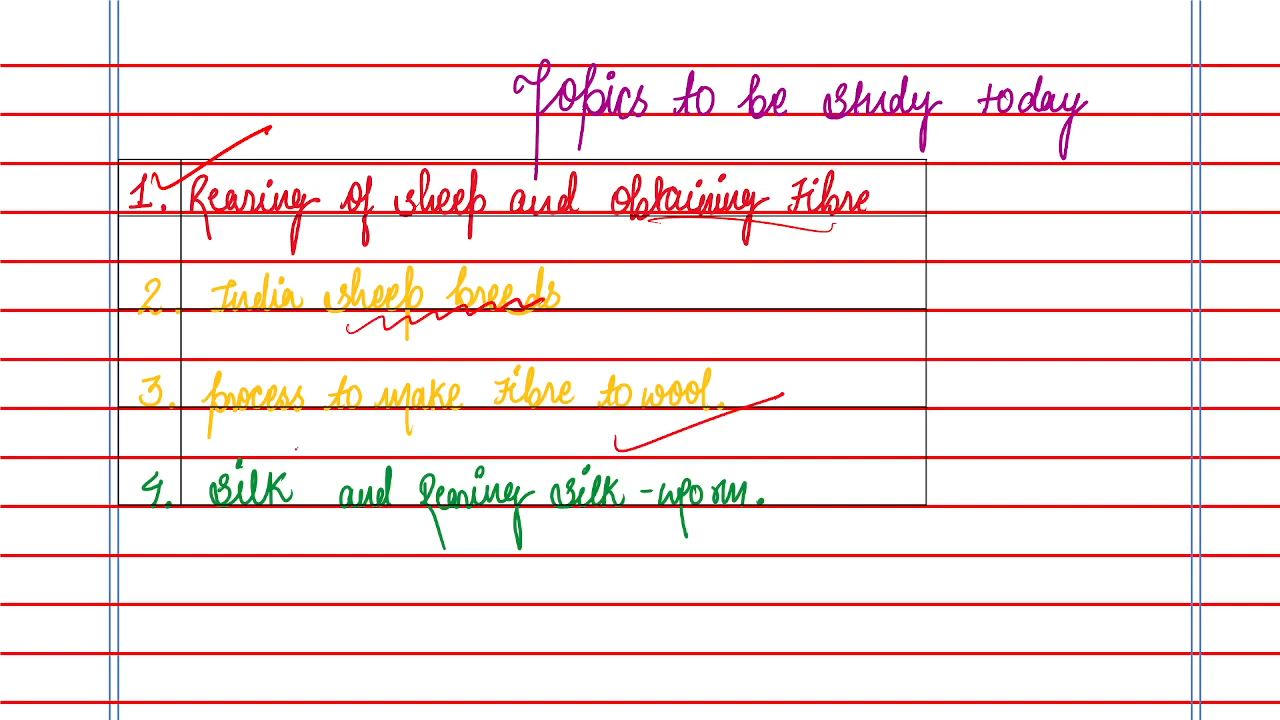 Topics to be study today
1. Rearing of sheep and obtaining Fibre
2. India sheep breeds
3. process to make Fibre to wool.
4. silk and Rearing silk-worm.